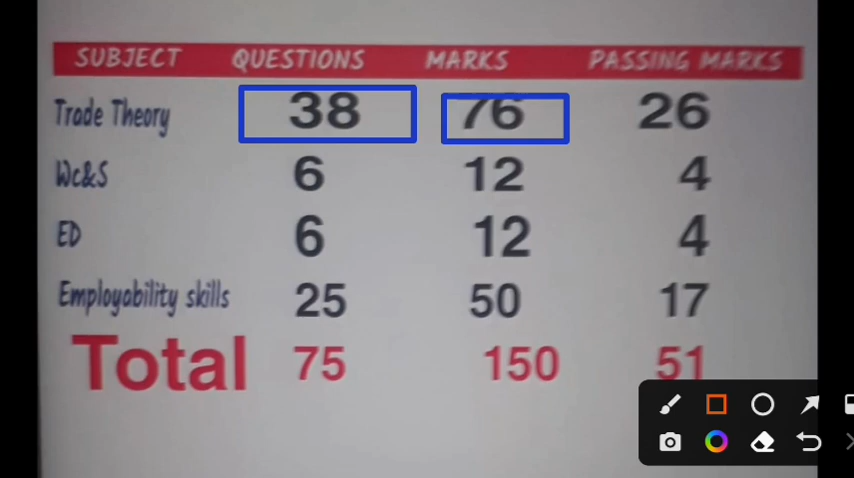 SUBJECT QUESTIONS MARKS PASSING MARKS
Trade Theory 38 76 26
Wc&S 6 12 4
ED 6 12 4
Employability skills 25 50 17
Total 75 150 51